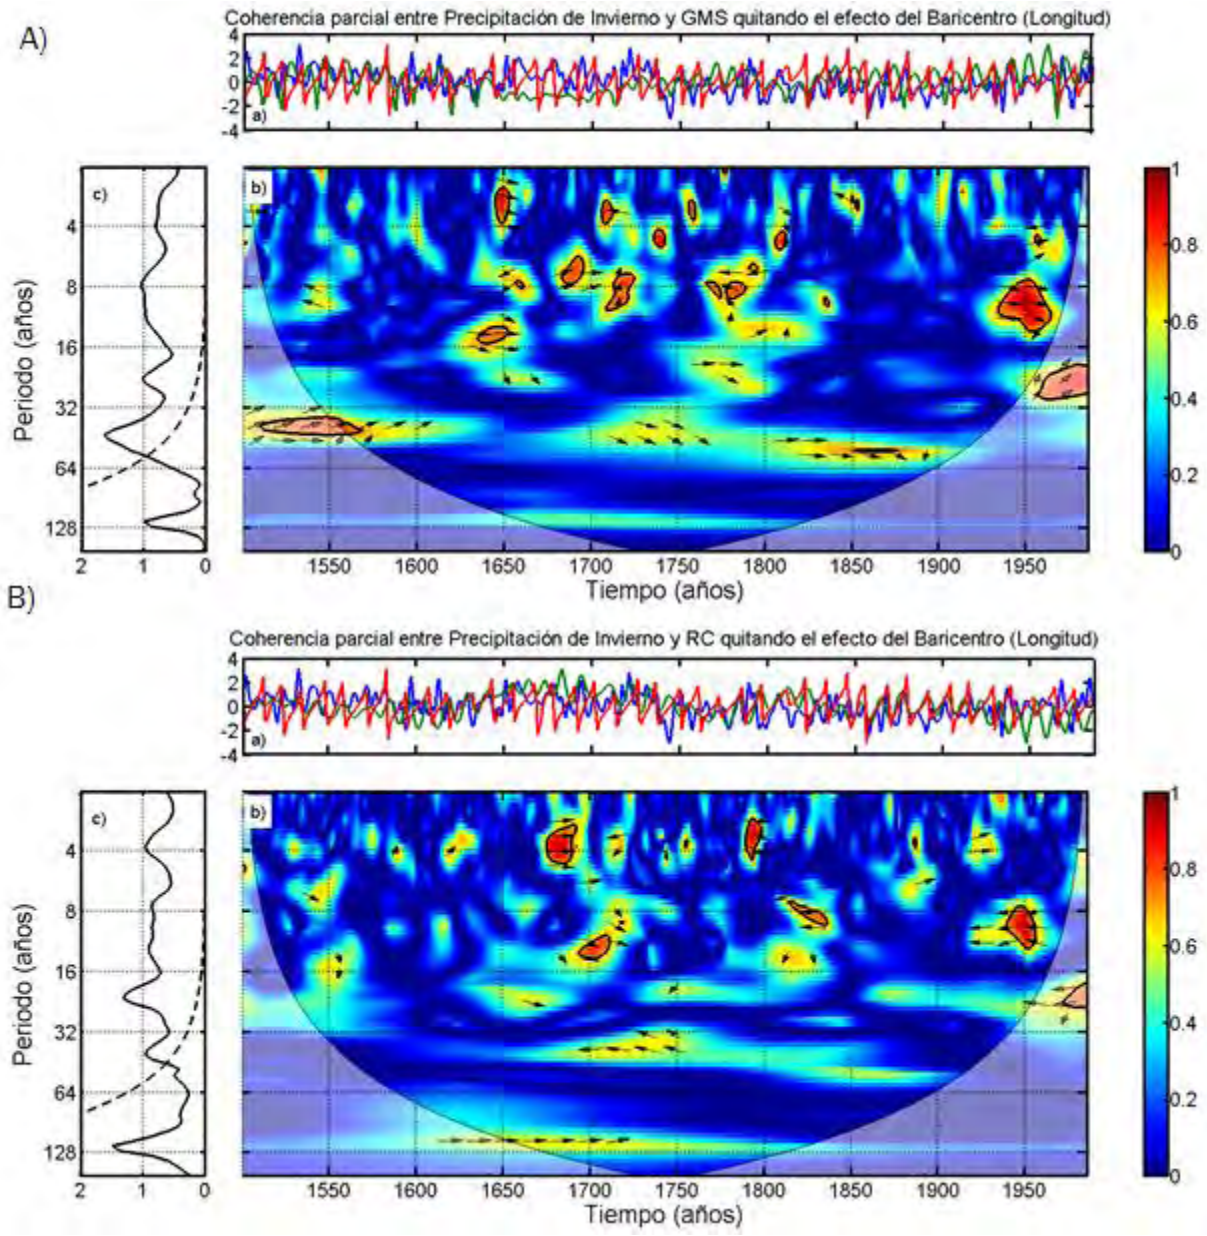 A)
Coherencia parcial entre Precipitación de Invierno y GMS quitando el efecto del Baricentro (Longitud)
4
2
0
-2
-4
a)
c)
b)
4
8
16
32
64
128
Periodo (años)
2 1 0
1550 1600 1650 1700 1750 1800 1850 1900 1950
Tiempo (años)
1
0.8
0.6
0.4
0.2
0
B)
Coherencia parcial entre Precipitación de Invierno y RC quitando el efecto del Baricentro (Longitud)
4
2
0
-2
-4
a)
c)
b)
4
8
16
32
64
128
Periodo (años)
2 1 0
1550 1600 1650 1700 1750 1800 1850 1900 1950
Tiempo (años)
1
0.8
0.6
0.4
0.2
0